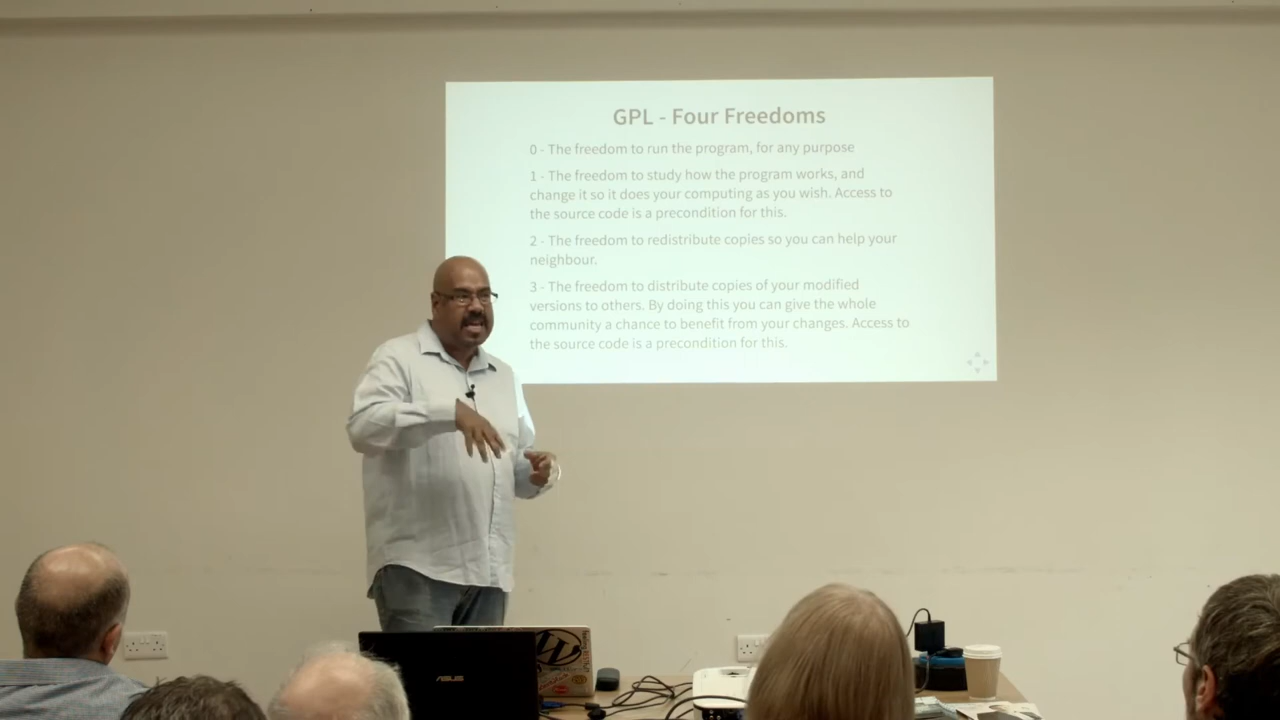 GPL - Four Freedoms
0 - The freedom to run the program, for any purpose
1 - The freedom to study how the program works, and
change it so it does your computing as you wish. Access to
the source code is a precondition for this.
2 - The freedom to redistribute copies so you can help your
neighbour.
3 - The freedom to distribute copies of your modified
versions to others. By doing this you can give the whole
community a chance to benefit from your changes. Access to
the source code is a precondition for this.
ASUS